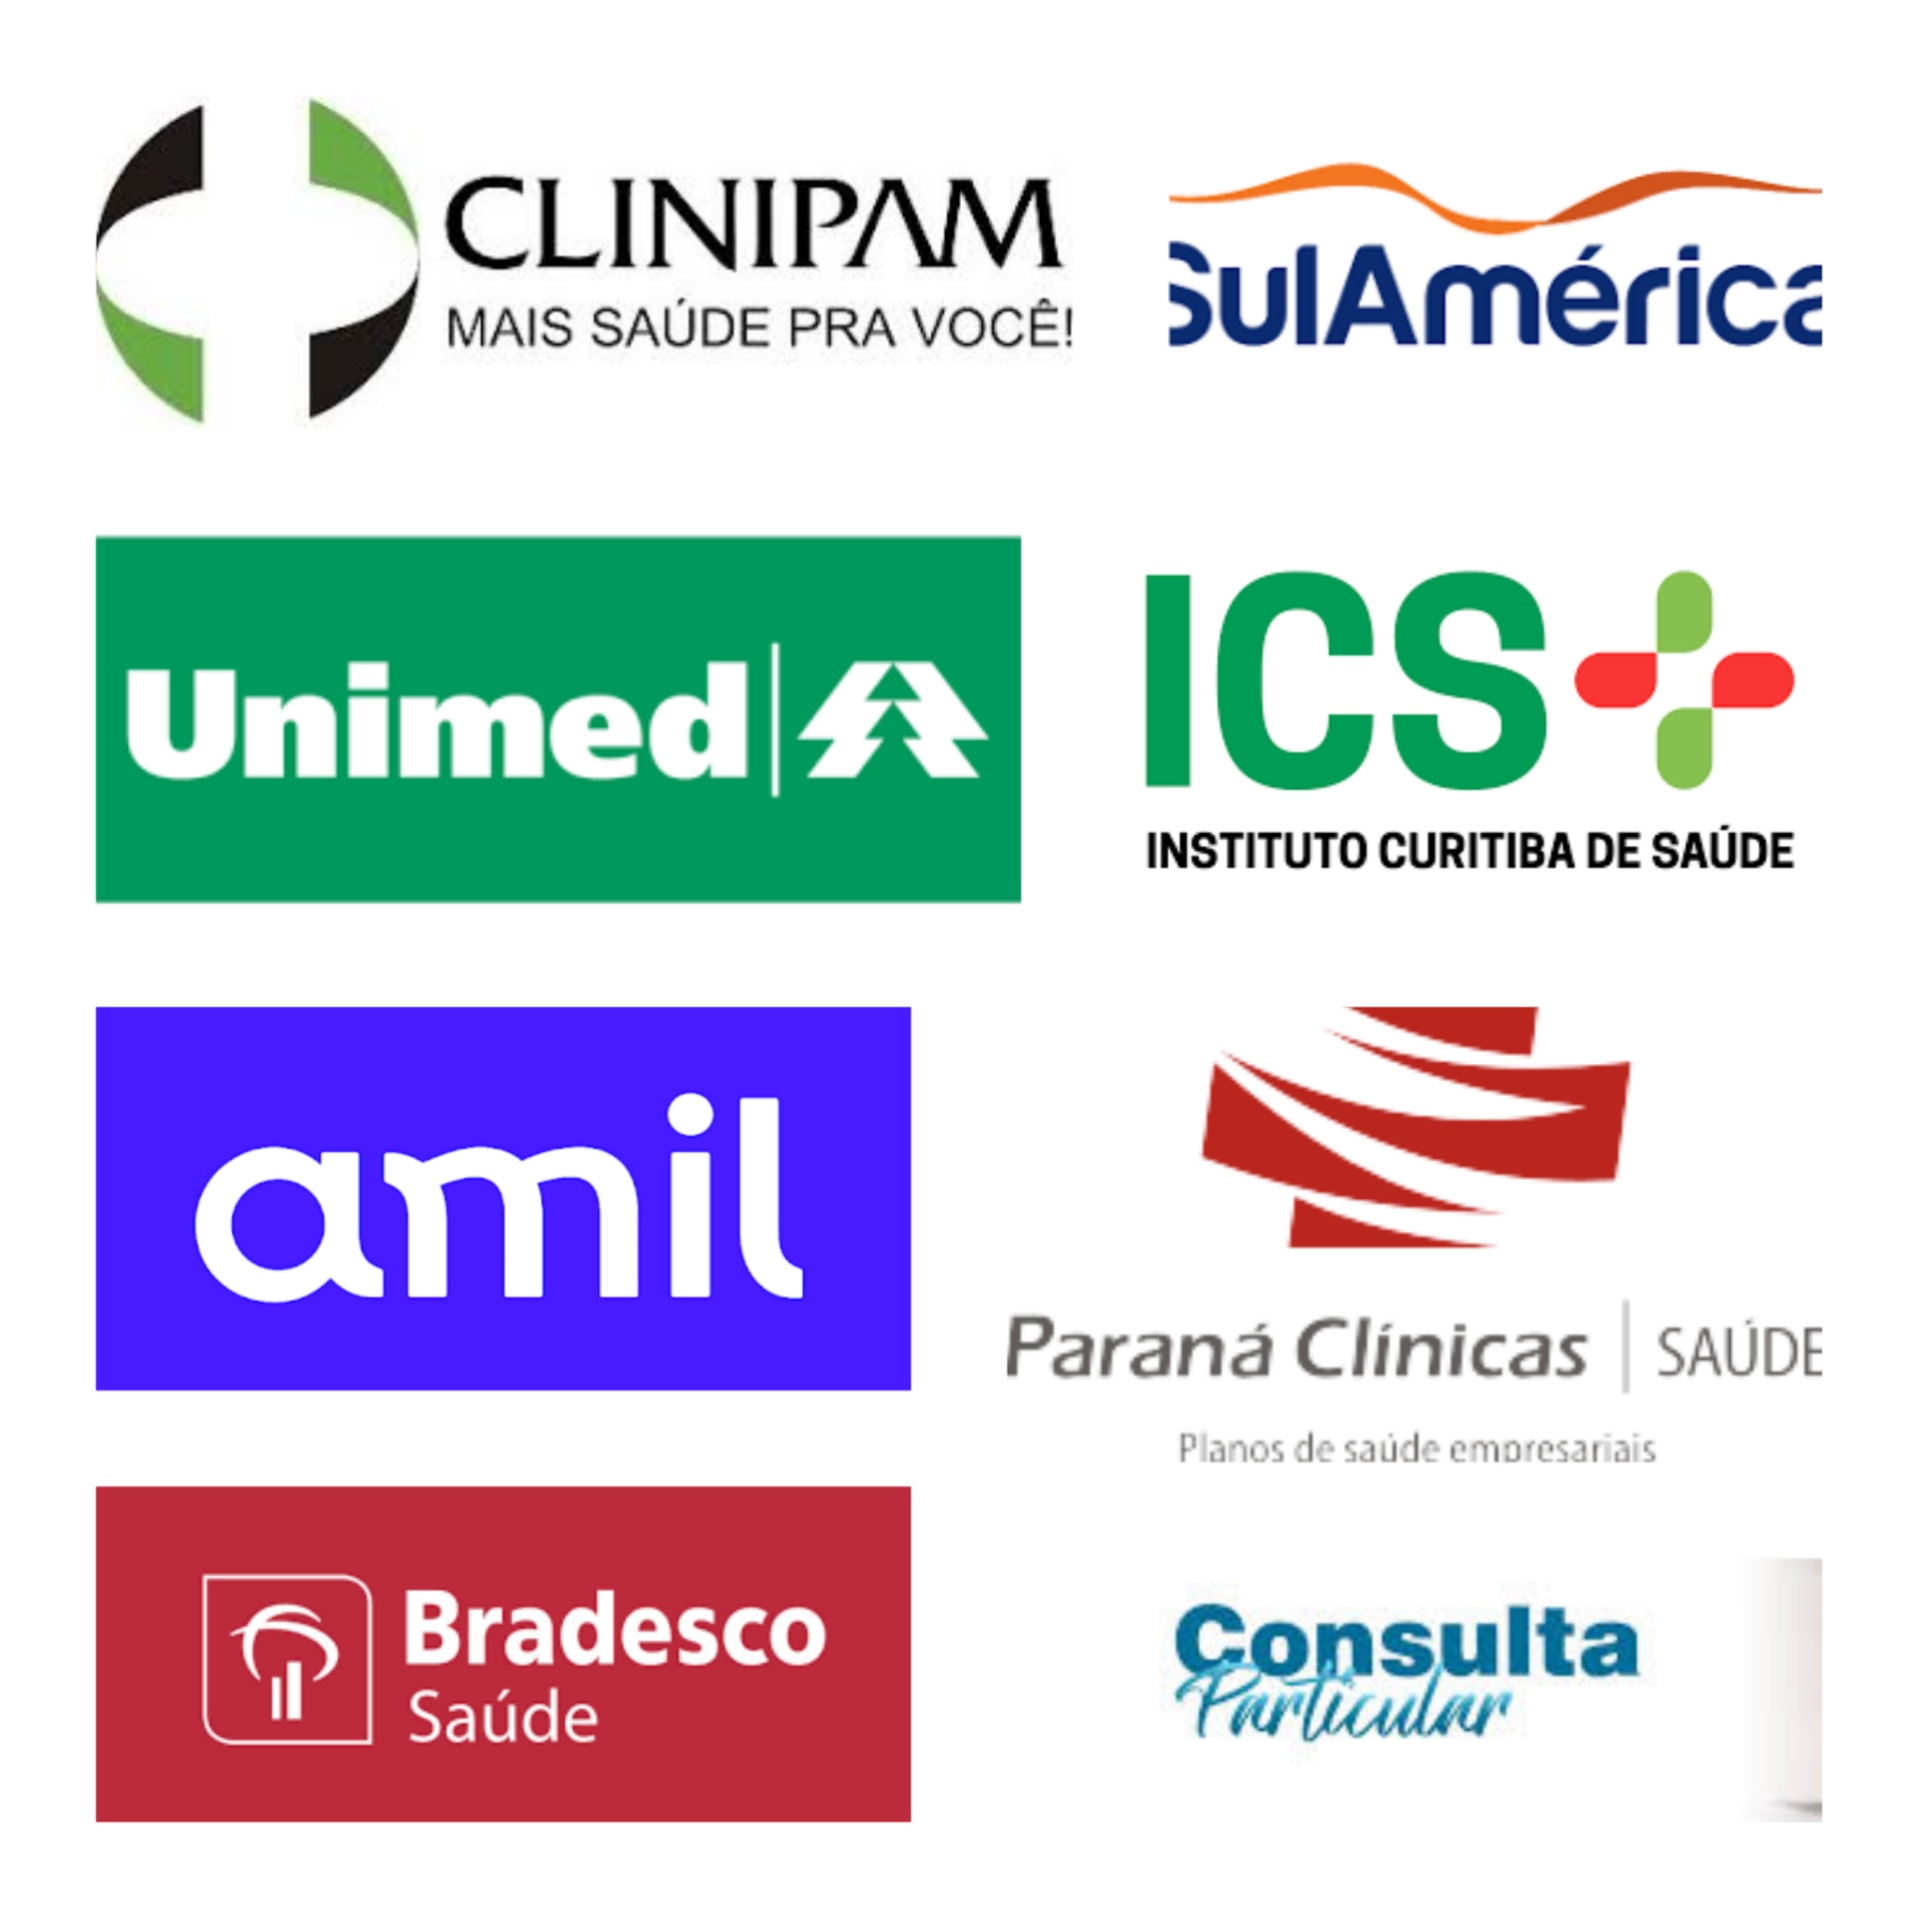 CLINIPAM
MAIS SAÚDE PRA VOCÊ!
SulAmérica
Unimed
ICS
INSTITUTO CURITIBA DE SAÚDE
amil
Paraná Clínicas | SAÚDE
Planos de saúde empresariais
Bradesco
Saúde
Consulta
Particular